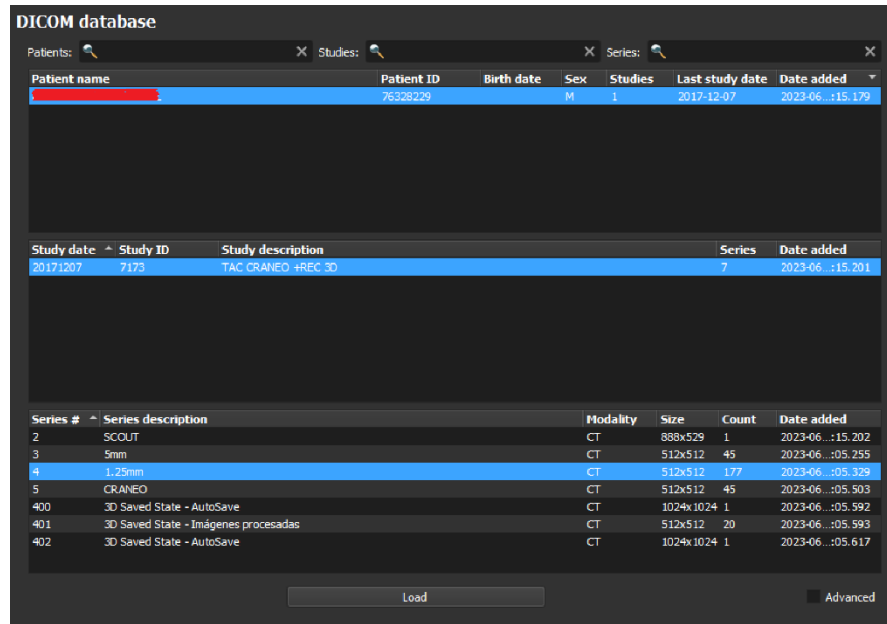 DICOM database
Patients: Studies: Series:
Patient name Patient ID Birth date Sex Studies Last study date Date added
76328229 M 1 2017-12-07 2023-06...:15.179
Study date Study ID Study description Series Date added
20171207 7173 TAC CRANEO +REC 3D 7 2023-06...:15.201
Series # Series description Modality Size Count Date added
2 SCOUT CT 888x529 1 2023-06...:15.202
3 5mm CT 512x512 45 2023-06...:05.255
4 1.25mm CT 512x512 177 2023-06...:05.329
5 CRANEO CT 512x512 45 2023-06...:05.503
400 3D Saved State - AutoSave CT 1024x1024 1 2023-06...:05.592
401 3D Saved State - Imágenes procesadas CT 512x512 20 2023-06...:05.593
402 3D Saved State - AutoSave CT 1024x1024 1 2023-06...:05.617
Load Advanced